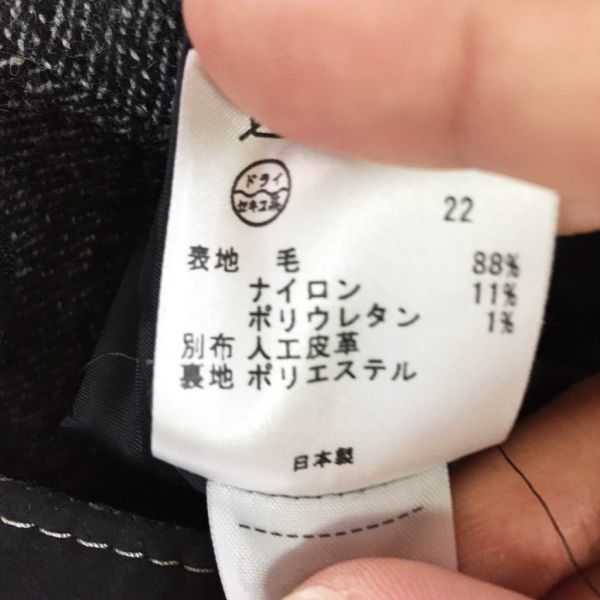 ドライ
セキユ系
22
表地 毛 88%
ナイロン 11%
ポリウレタン 1%
別布 人工皮革
裏地 ポリエステル
日本製